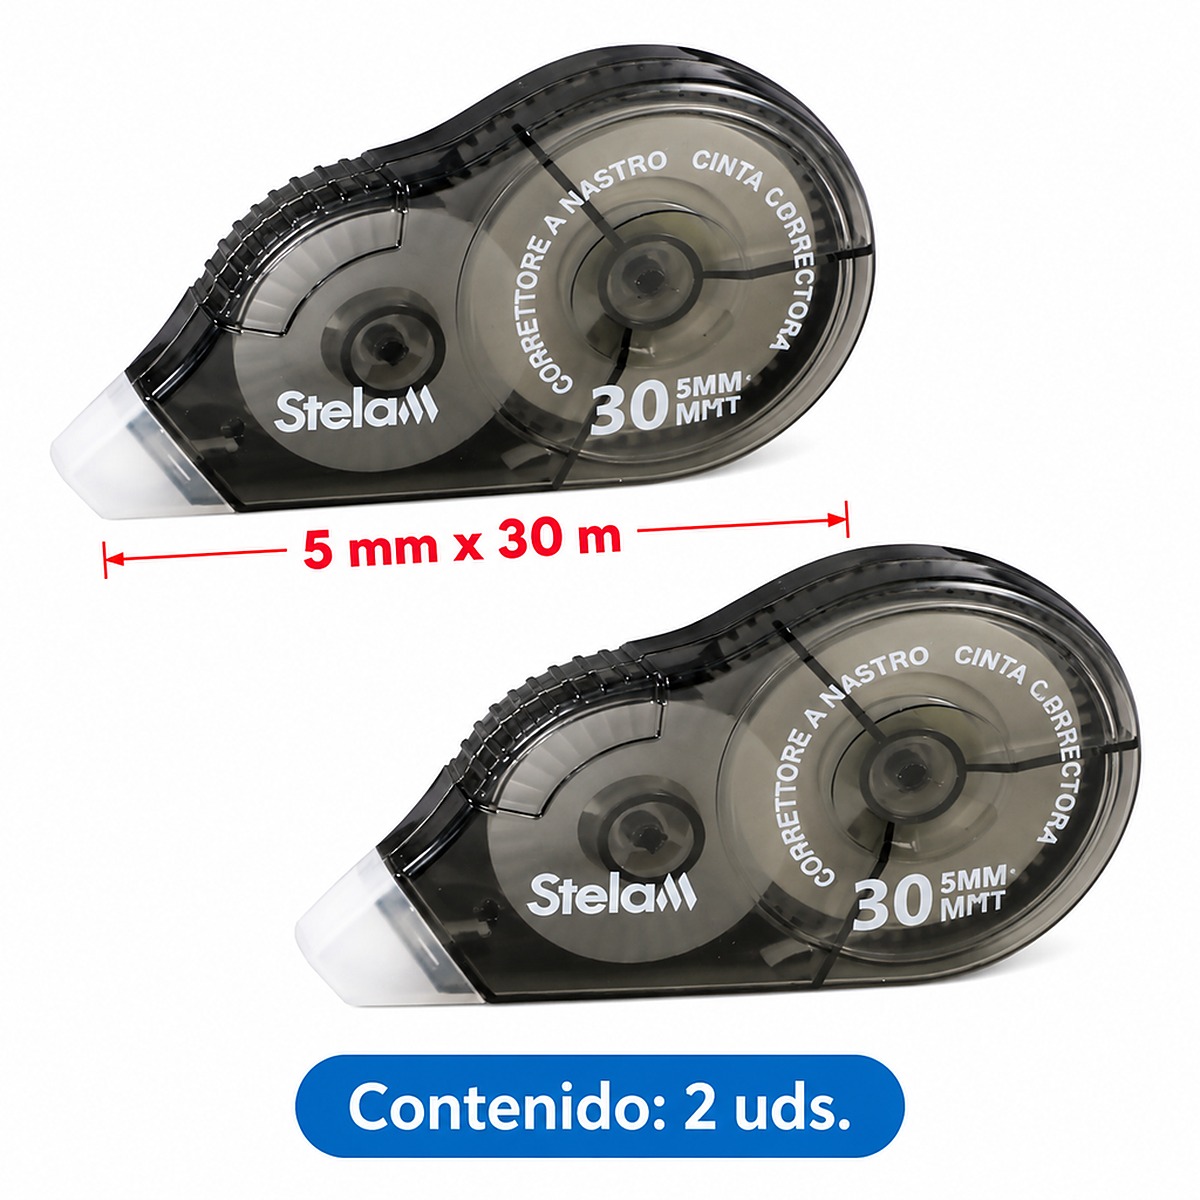 CORRETTORE A NASTRO CINTA CORRECTORA
Stela
30 5MM
MMT
5 mm x 30 m
CORRETTORE A NASTRO CINTA CORRECTORA
Stela
30 5MM
MMT
Contenido: 2 uds.